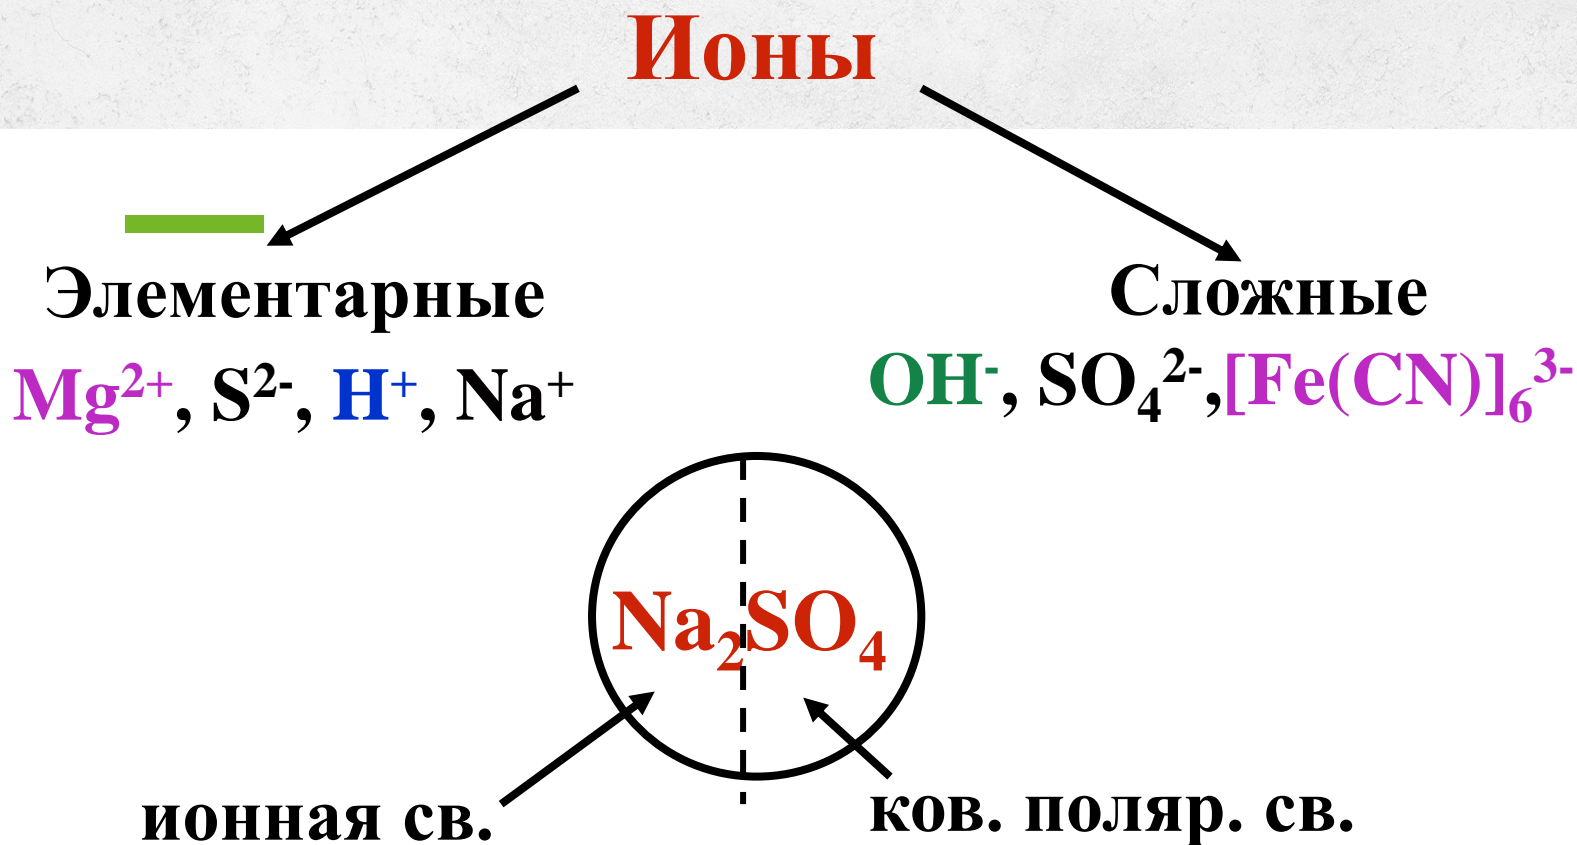 Ионы
Элементарные
Mg²⁺, S²⁻, H⁺, Na⁺
Сложные
OH⁻, SO₄²⁻,[Fe(CN)]₆³⁻
Na₂SO₄
ионная св.
ков. поляр. св.